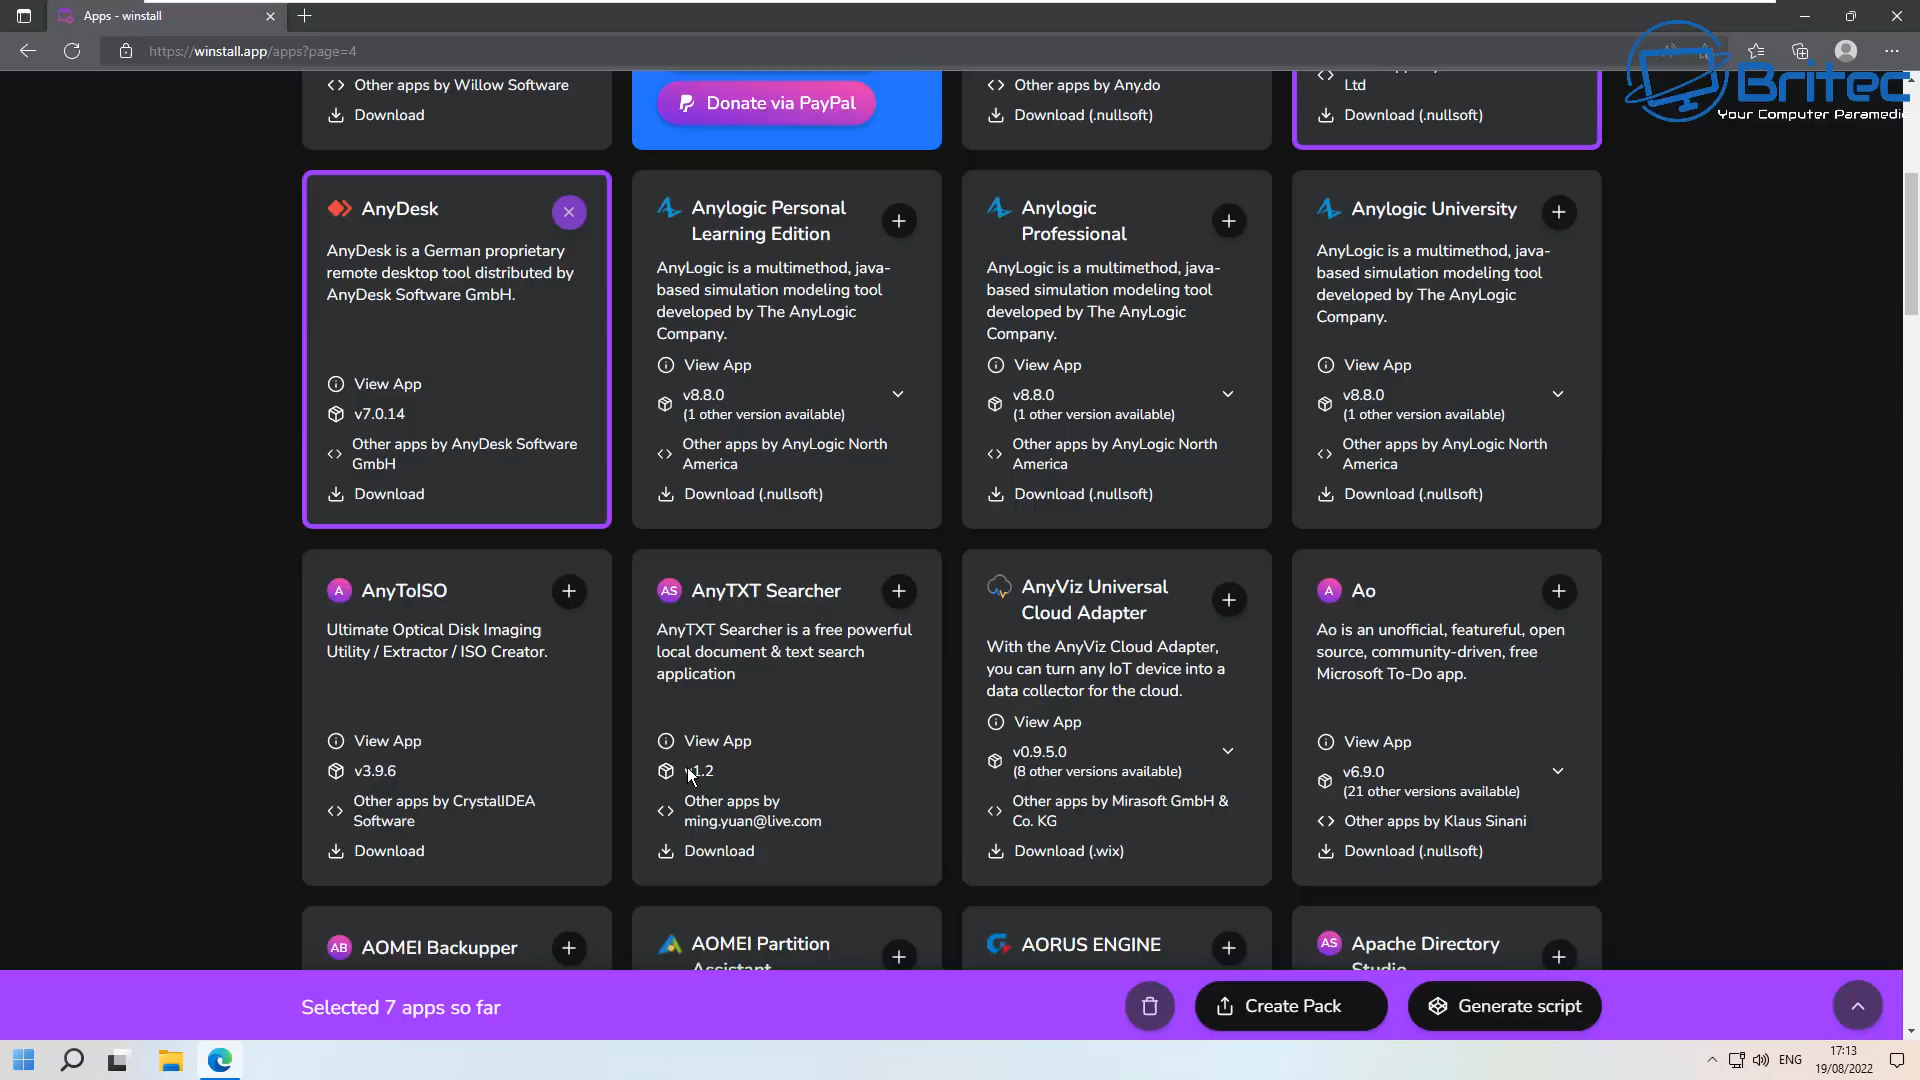 Apps - winstall
https://winstall.app/apps?page=4
Britec
Your Computer Paramedic
Other apps by Willow Software
Download
Donate via PayPal
Other apps by Any.do
Download (.nullsoft)
Ltd
Download (.nullsoft)
AnyDesk
AnyDesk is a German proprietary
remote desktop tool distributed by
AnyDesk Software GmbH.
View App
v7.0.14
Other apps by AnyDesk Software
GmbH
Download
Anylogic Personal
Learning Edition
AnyLogic is a multimethod, java-
based simulation modeling tool
developed by The AnyLogic
Company.
View App
v8.8.0
(1 other version available)
Other apps by AnyLogic North
America
Download (.nullsoft)
Anylogic
Professional
AnyLogic is a multimethod, java-
based simulation modeling tool
developed by The AnyLogic
Company.
View App
v8.8.0
(1 other version available)
Other apps by AnyLogic North
America
Download (.nullsoft)
Anylogic University
AnyLogic is a multimethod, java-
based simulation modeling tool
developed by The AnyLogic
Company.
View App
v8.8.0
(1 other version available)
Other apps by AnyLogic North
America
Download (.nullsoft)
A AnyToISO
Ultimate Optical Disk Imaging
Utility / Extractor / ISO Creator.
View App
v3.9.6
Other apps by CrystalIDEA
Software
Download
AS AnyTXT Searcher
AnyTXT Searcher is a free powerful
local document & text search
application
View App
v1.2
Other apps by
ming.yuan@live.com
Download
AnyViz Universal
Cloud Adapter
With the AnyViz Cloud Adapter,
you can turn any IoT device into a
data collector for the cloud.
View App
v0.9.5.0
(8 other versions available)
Other apps by Mirasoft GmbH &
Co. KG
Download (.wix)
A Ao
Ao is an unofficial, featureful, open
source, community-driven, free
Microsoft To-Do app.
View App
v6.9.0
(21 other versions available)
Other apps by Klaus Sinani
Download (.nullsoft)
AB AOMEI Backupper
AOMEI Partition
Assistant
AORUS ENGINE
AS Apache Directory
Studio
Selected 7 apps so far
Create Pack
Generate script
ENG
17:13
19/08/2022